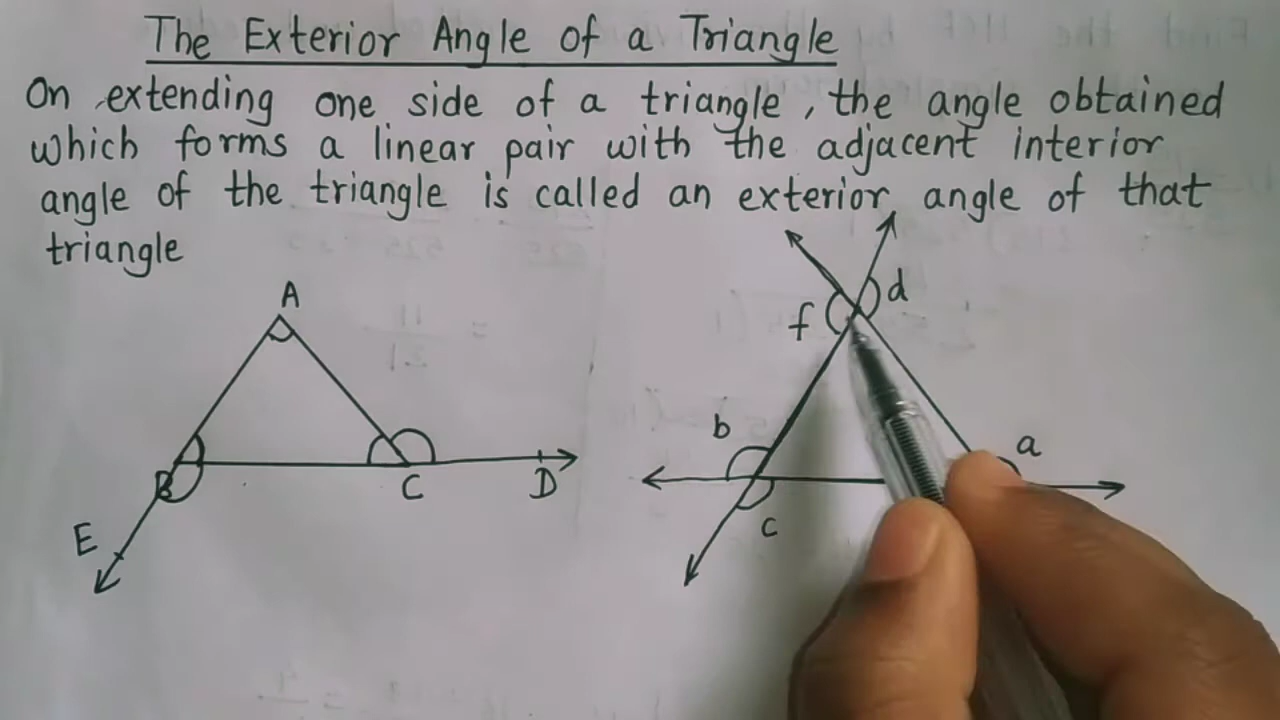 The Exterior Angle of a Triangle
On extending one side of a triangle, the angle obtained
which forms a linear pair with the adjacent interior
angle of the triangle is called an exterior angle of that
triangle
A
B
C
D
E
f
d
b
a
c